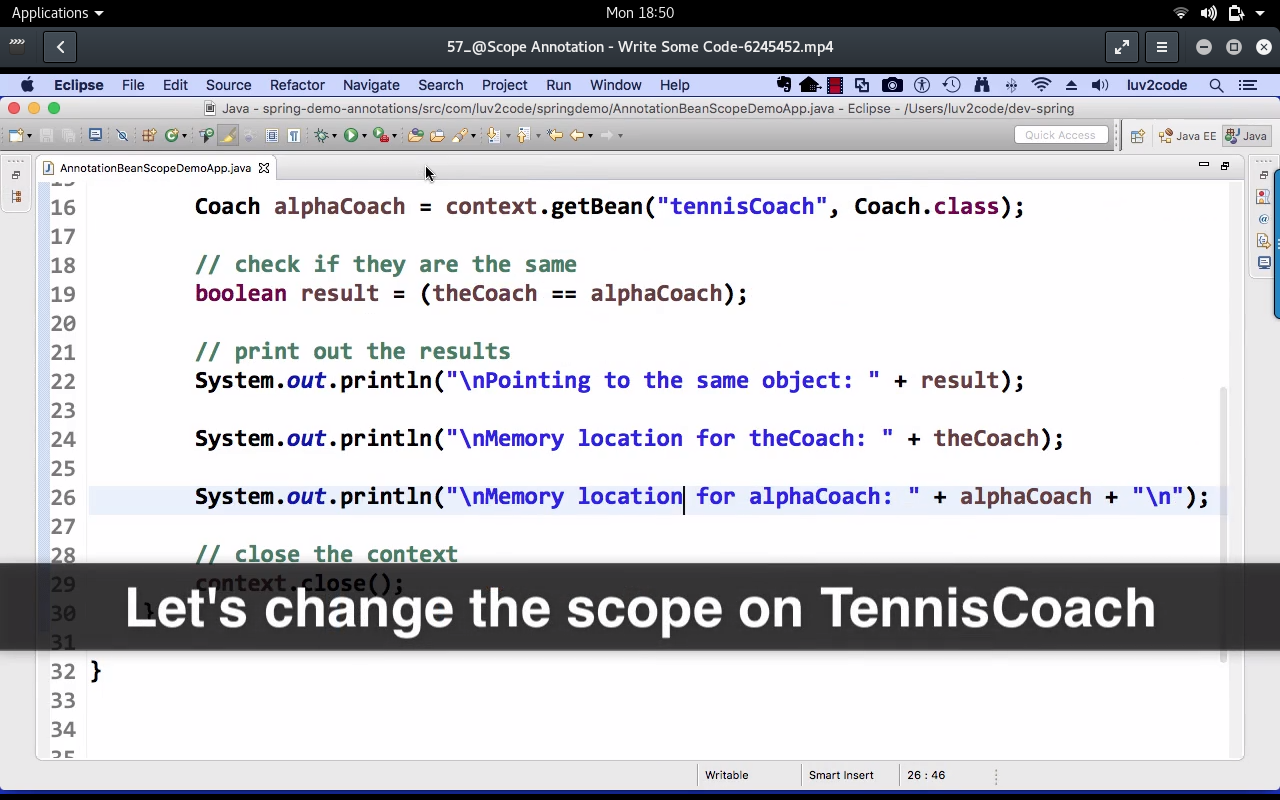 Applications
Mon 18:50
57_@Scope Annotation - Write Some Code-6245452.mp4
Eclipse File Edit Source Refactor Navigate Search Project Run Window Help
luv2code
Java - spring-demo-annotations/src/com/luv2code/springdemo/AnnotationBeanScopeDemoApp.java - Eclipse - /Users/luv2code/dev-spring
Quick Access
Java EE
Java
AnnotationBeanScopeDemoApp.java
16 Coach alphaCoach = context.getBean("tennisCoach", Coach.class);
17
18 // check if they are the same
19 boolean result = (theCoach == alphaCoach);
20
21 // print out the results
22 System.out.println("\nPointing to the same object: " + result);
23
24 System.out.println("\nMemory location for theCoach: " + theCoach);
25
26 System.out.println("\nMemory location for alphaCoach: " + alphaCoach + "\n");
27
28 // close the context
29 context.close();
30 }
Let's change the scope on TennisCoach
31
32 }
33
34
35
Writable
Smart Insert
26 : 46